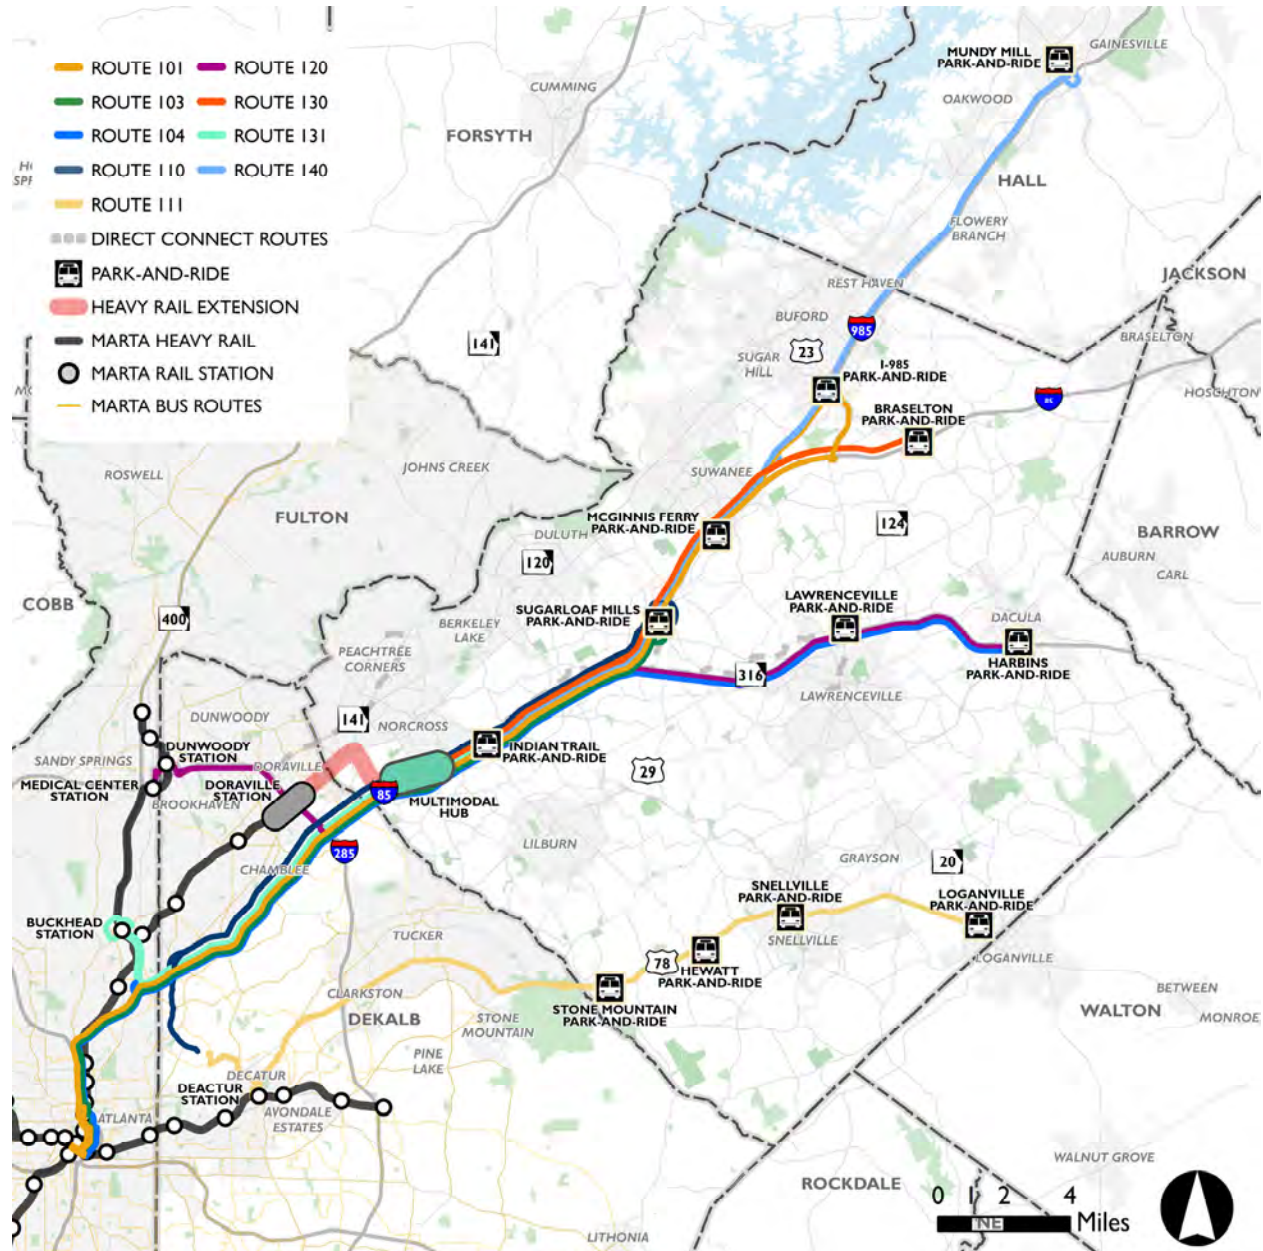 ROUTE 101
ROUTE 120
ROUTE 103
ROUTE 130
ROUTE 104
ROUTE 131
ROUTE 110
ROUTE 140
ROUTE 111
DIRECT CONNECT ROUTES
PARK-AND-RIDE
HEAVY RAIL EXTENSION
MARTA HEAVY RAIL
MARTA RAIL STATION
MARTA BUS ROUTES
MUNDY MILL
PARK-AND-RIDE
GAINESVILLE
OAKWOOD
CUMMING
FORSYTH
HALL
FLOWERY
BRANCH
REST HAVEN
JACKSON
BUFORD
985
BRASELTON
141
23
SUGAR
HILL
I-985
PARK-AND-RIDE
85
HOSCHTON
BRASELTON
PARK-AND-RIDE
ROSWELL
JOHNS CREEK
SUWANEE
FULTON
MCGINNIS FERRY
PARK-AND-RIDE
124
DULUTH
120
BARROW
AUBURN
CARL
COBB
400
SUGARLOAF MILLS
PARK-AND-RIDE
LAWRENCEVILLE
PARK-AND-RIDE
DACULA
BERKELEY
LAKE
PEACHTREE
CORNERS
HARBINS
PARK-AND-RIDE
316
LAWRENCEVILLE
DUNWOODY
141
NORCROSS
SANDY SPRINGS
DUNWOODY
STATION
INDIAN TRAIL
PARK-AND-RIDE
DORAVILLE
29
MEDICAL CENTER
STATION
DORAVILLE
STATION
85
MULTIMODAL
HUB
BROOKHAVEN
285
LILBURN
CHAMBLEE
GRAYSON
20
SNELLVILLE
PARK-AND-RIDE
LOGANVILLE
PARK-AND-RIDE
BUCKHEAD
STATION
TUCKER
SNELLVILLE
LOGANVILLE
78
HEWATT
PARK-AND-RIDE
CLARKSTON
STONE MOUNTAIN
PARK-AND-RIDE
BETWEEN
WALTON
MONROE
DEKALB
STONE
MOUNTAIN
PINE
LAKE
DECATUR
DEACTUR
STATION
ATLANTA
AVONDALE
ESTATES
WALNUT GROVE
ROCKDALE
0 1 2 4
NE
Miles
LITHONIA